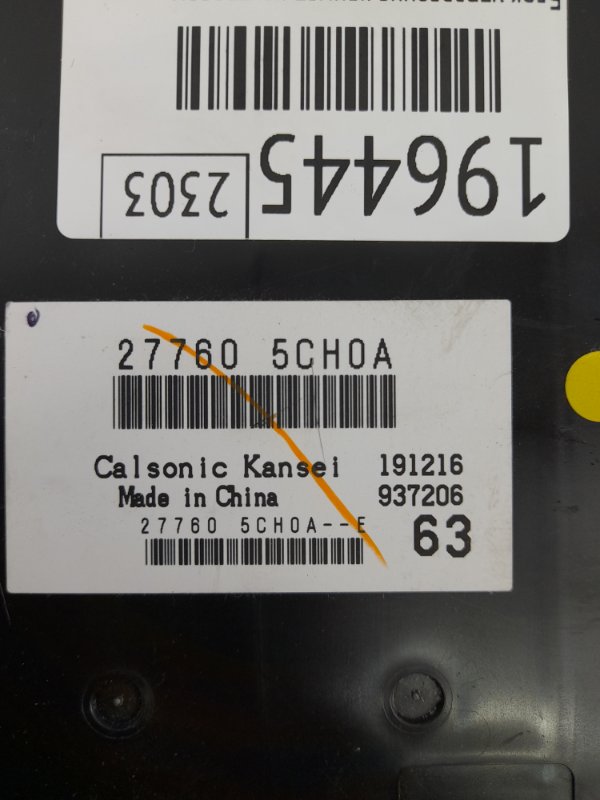 196445
2303
27760 5CH0A
Calsonic Kansei 191216
Made in China 937206
27760 5CH0A--E
63